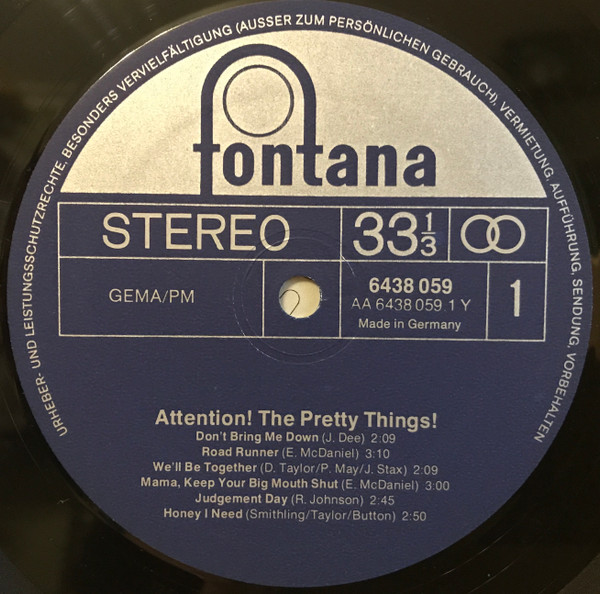 URHEBER- UND LEISTUNGSSCHUTZRECHTE, BESONDERS VERVIELFÄLTIGUNG (AUSSER ZUM PERSÖNLICHEN GEBRAUCH), VERMIETUNG, AUFFÜHRUNG, SENDUNG, VORBEHALTEN
fontana
STEREO 33 1/3
GEMA/PM
6438 059
AA 6438 059 1 Y
Made in Germany
1
Attention! The Pretty Things!
Don't Bring Me Down (J. Dee) 2:09
Road Runner (E. McDaniel) 3:10
We'll Be Together (D. Taylor/P. May/J. Stax) 2:09
Mama, Keep Your Big Mouth Shut (E. McDaniel) 3:00
Judgement Day (R. Johnson) 2:45
Honey I Need (Smithling/Taylor/Button) 2:50